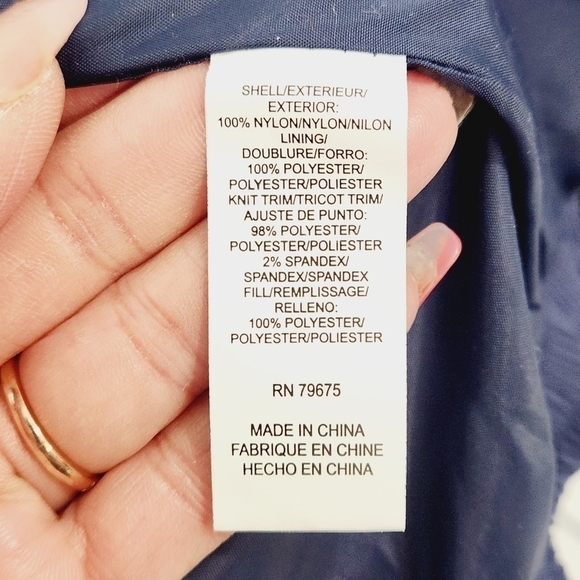 SHELL/EXTERIEUR/
EXTERIOR:
100% NYLON/NYLON/NILON
LINING/
DOUBLURE/FORRO:
100% POLYESTER/
POLYESTER/POLIESTER
KNIT TRIM/TRICOT TRIM/
AJUSTE DE PUNTO:
98% POLYESTER/
POLYESTER/POLIESTER
2% SPANDEX/
SPANDEX/SPANDEX
FILL/REMPLISSAGE/
RELLENO:
100% POLYESTER/
POLYESTER/POLIESTER
RN 79675
MADE IN CHINA
FABRIQUE EN CHINE
HECHO EN CHINA